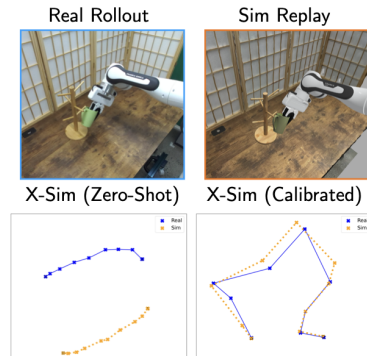 Real Rollout
Sim Replay
X-Sim (Zero-Shot)
X-Sim (Calibrated)
Real
Sim
Real
Sim